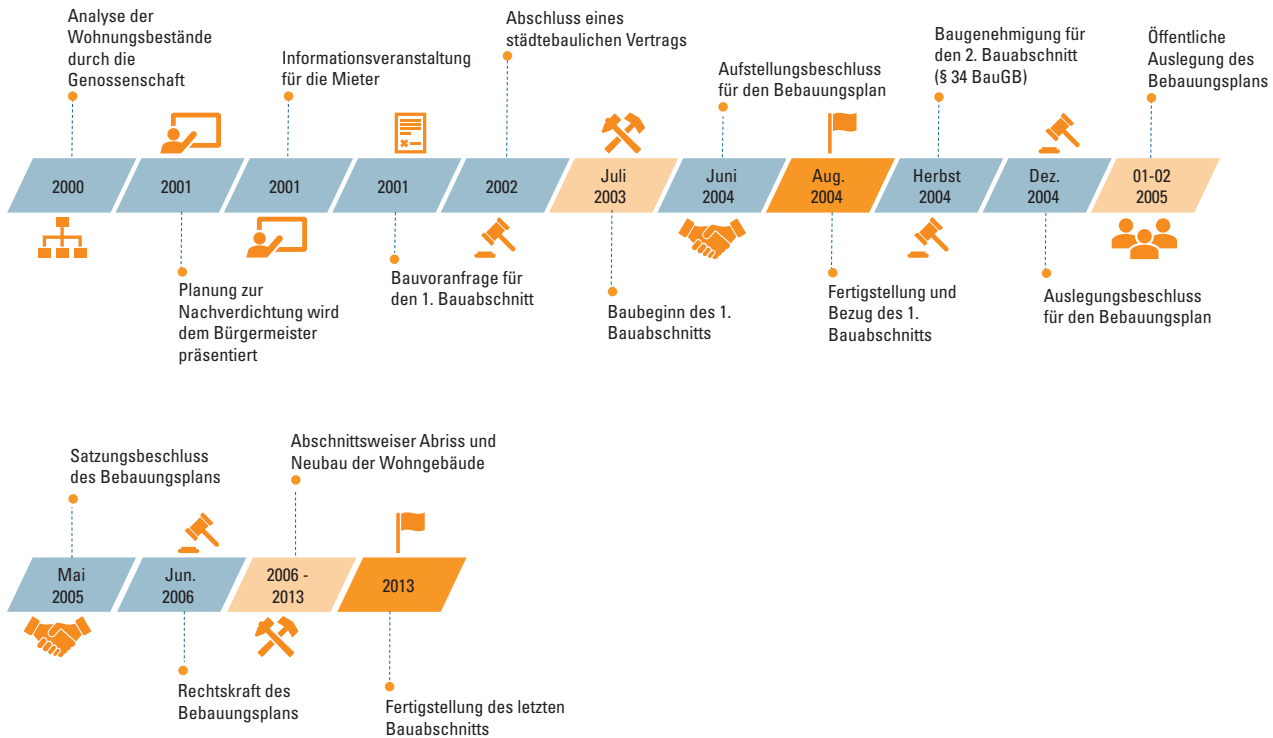 Analyse der
Wohnungsbestände
durch die
Genossenschaft
2000
2001
Planung zur
Nachverdichtung wird
dem Bürgermeister
präsentiert
Informationsveranstaltung
für die Mieter
2001
2001
Bauvoranfrage für
den 1. Bauabschnitt
Abschluss eines
städtebaulichen Vertrags
2002
Juli
2003
Baubeginn des 1.
Bauabschnitts
Aufstellungsbeschluss
für den Bebauungsplan
Juni
2004
Aug.
2004
Fertigstellung und
Bezug des 1.
Bauabschnitts
Baugenehmigung für
den 2. Bauabschnitt
(§ 34 BauGB)
Herbst
2004
Dez.
2004
Auslegungsbeschluss
für den Bebauungsplan
Öffentliche
Auslegung des
Bebauungsplans
01-02
2005
Satzungsbeschluss
des Bebauungsplans
Mai
2005
Jun.
2006
Rechtskraft des
Bebauungsplans
Abschnittsweiser Abriss und
Neubau der Wohngebäude
2006 -
2013
2013
Fertigstellung des letzten
Bauabschnitts